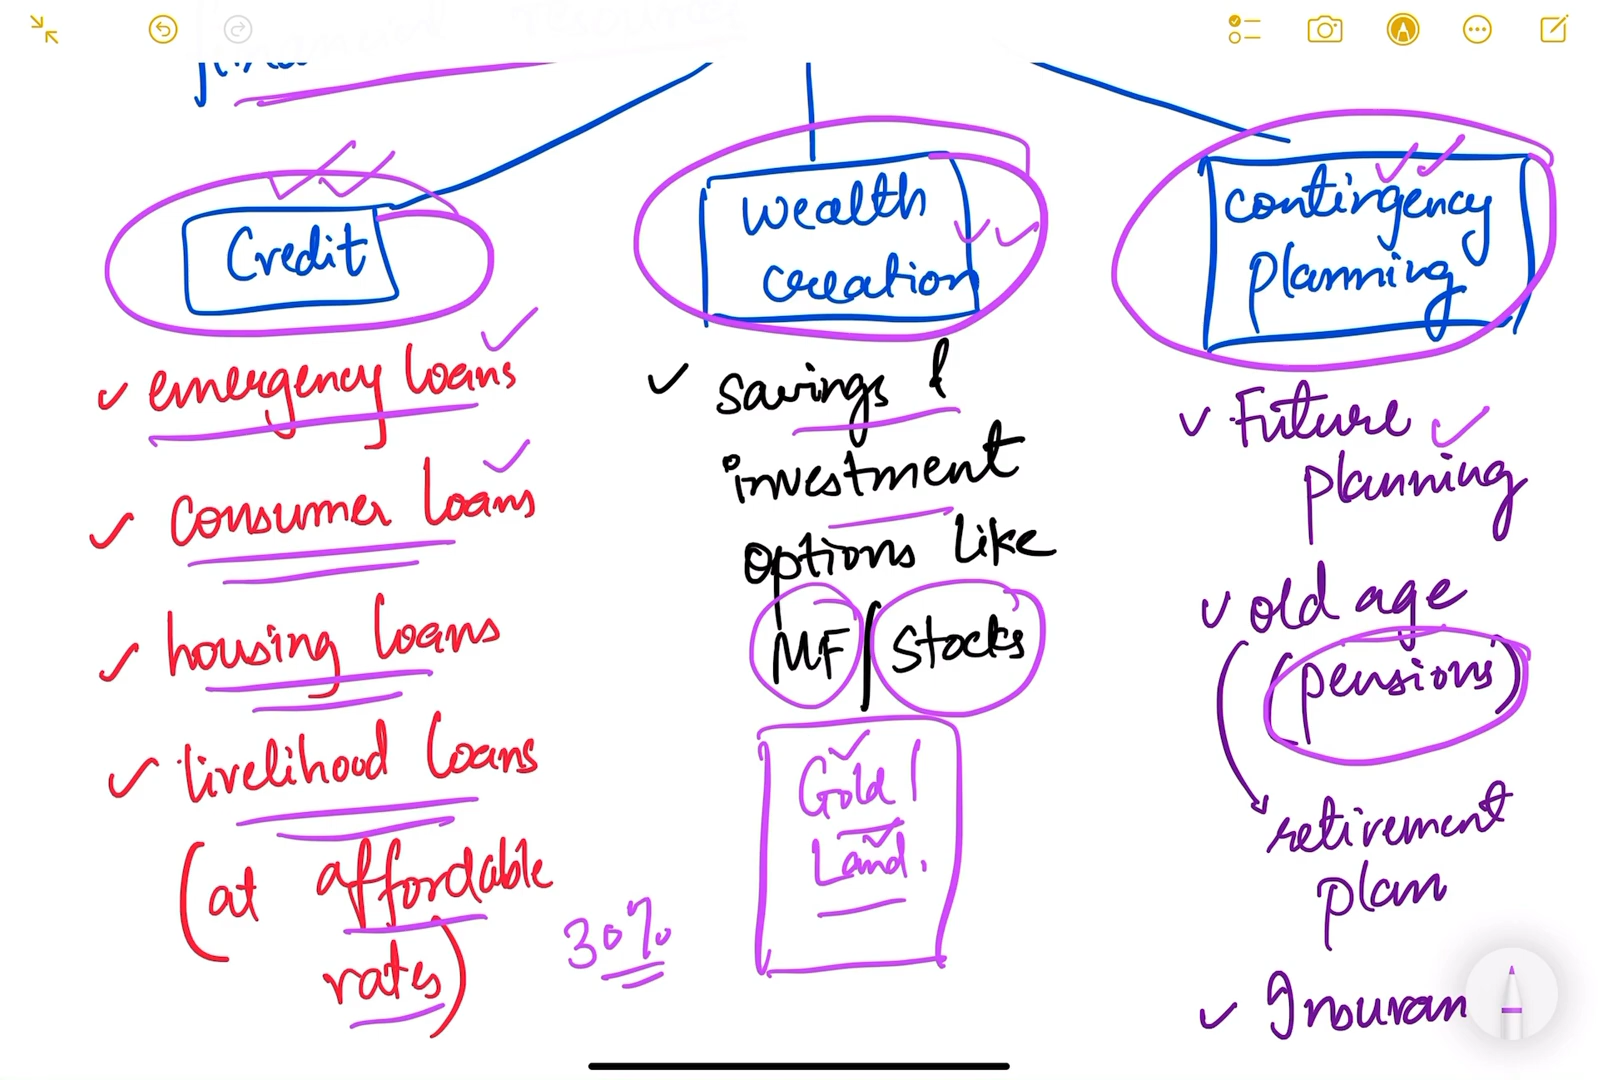 Credit
✓ emergency loans
✓ consumer loans
✓ housing loans
✓ livelihood loans
(at affordable
rates)
30%
Wealth
creation
✓ savings &
investment
options like
MF / Stocks
Gold /
Land.
contingency
planning
✓ Future
planning
✓ old age
(pensions)
retirement
plan
✓ Insuran